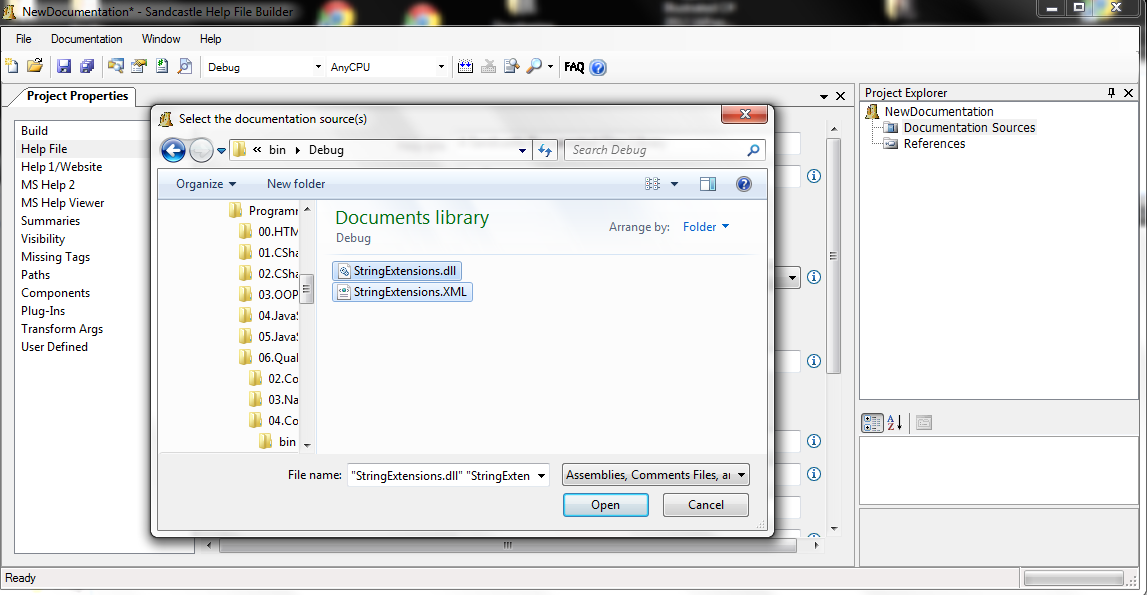 NewDocumentation* - Sandcastle Help File Builder
File Documentation Window Help
Debug AnyCPU FAQ
Project Properties
Build
Help File
Help 1/Website
MS Help 2
MS Help Viewer
Summaries
Visibility
Missing Tags
Paths
Components
Plug-Ins
Transform Args
User Defined
Select the documentation source(s)
« bin Debug Search Debug
Organize New folder
Programm
00.HTM
01.CSha
02.CSha
03.OOP
04.JavaS
05.JavaS
06.Qual
02.Co
03.Na
04.Co
bin
Documents library
Debug
Arrange by: Folder
StringExtensions.dll
StringExtensions.XML
File name: "StringExtensions.dll" "StringExten
Assemblies, Comments Files, ar
Open Cancel
Project Explorer
NewDocumentation
Documentation Sources
References
Ready